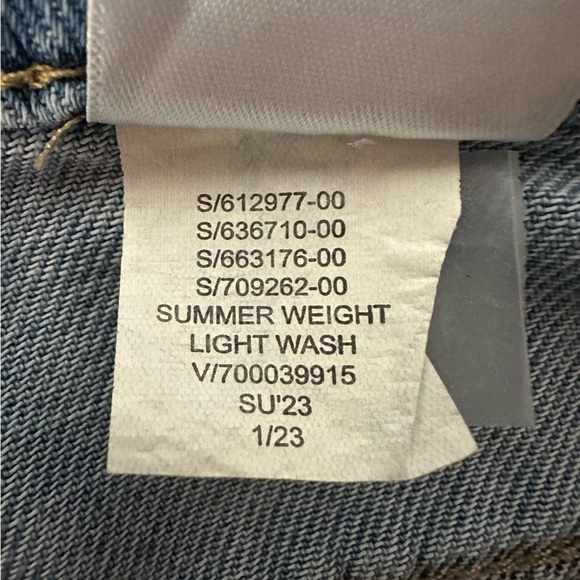 S/612977-00
S/636710-00
S/663176-00
S/709262-00
SUMMER WEIGHT
LIGHT WASH
V/700039915
SU'23
1/23